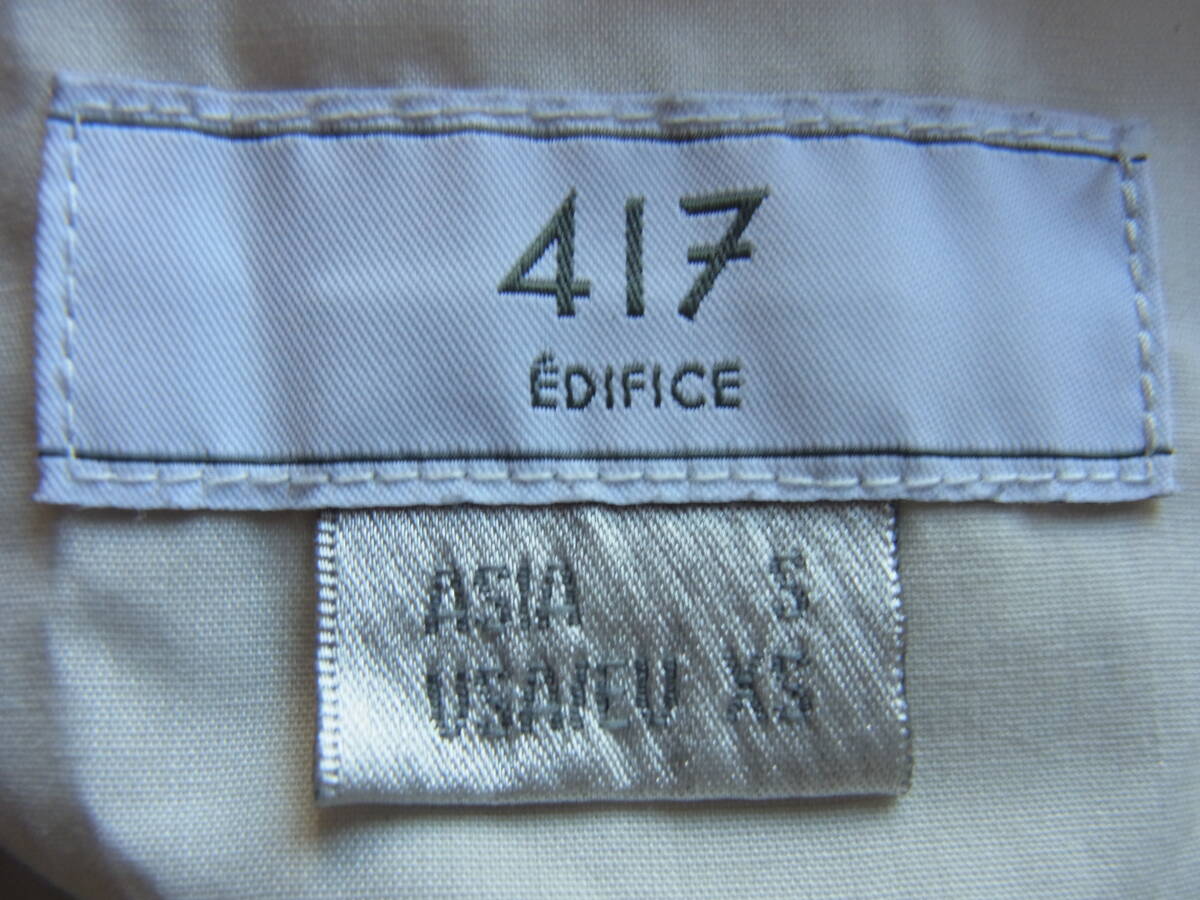 417
ÉDIFICE
ASIA S
USA/EU XS